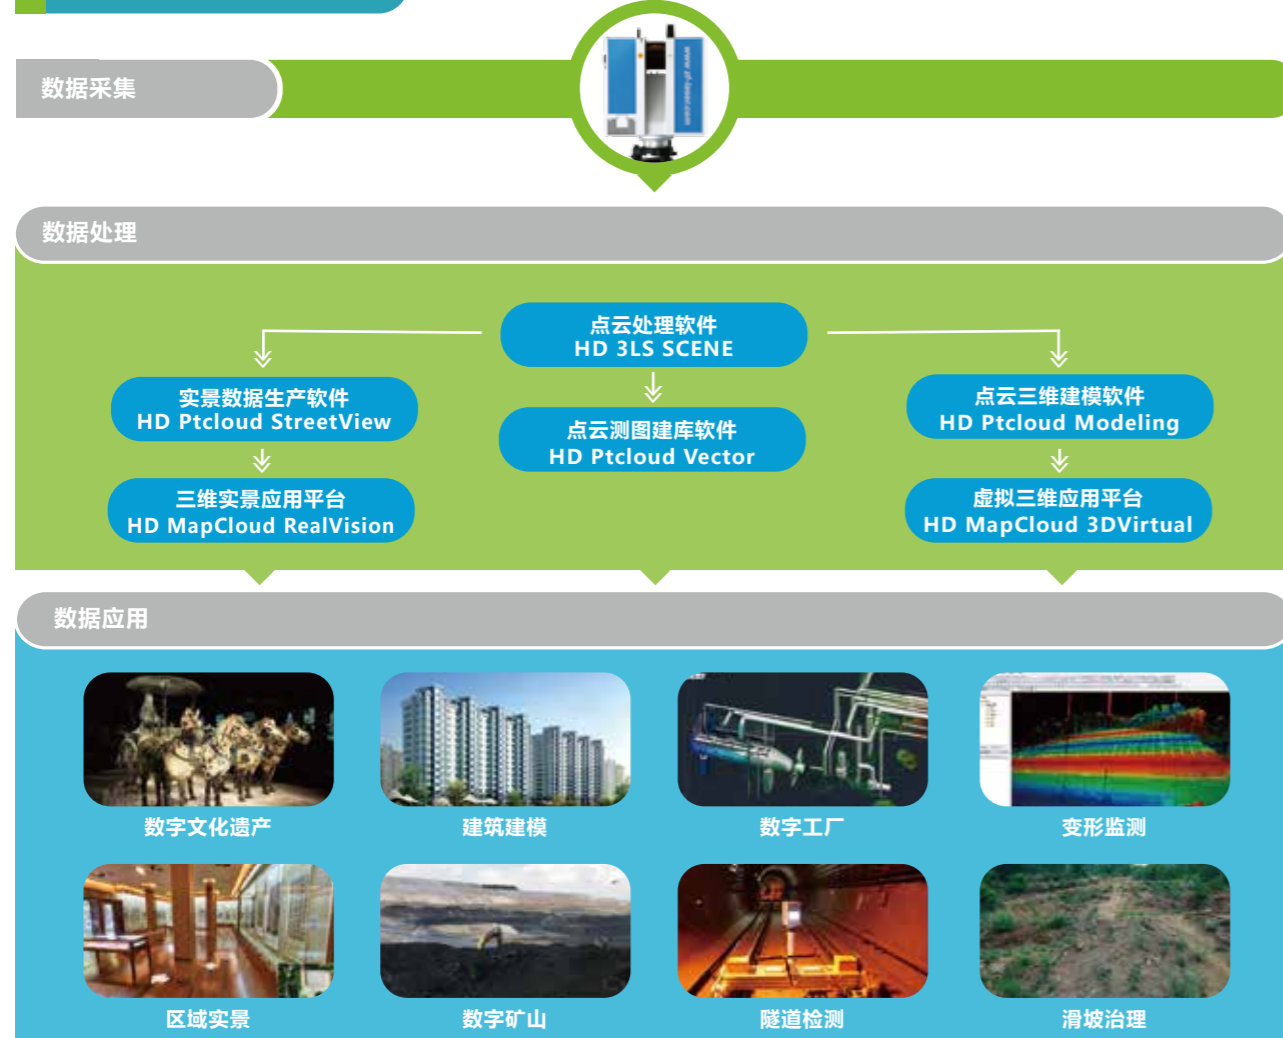 数据采集
www.zf-laser.com
数据处理
点云处理软件
HD 3LS SCENE
实景数据生产软件
HD Ptcloud StreetView
点云测图建库软件
HD Ptcloud Vector
点云三维建模软件
HD Ptcloud Modeling
三维实景应用平台
HD MapCloud RealVision
虚拟三维应用平台
HD MapCloud 3DVirtual
数据应用
数字文化遗产
建筑建模
数字工厂
变形监测
区域实景
数字矿山
隧道检测
滑坡治理